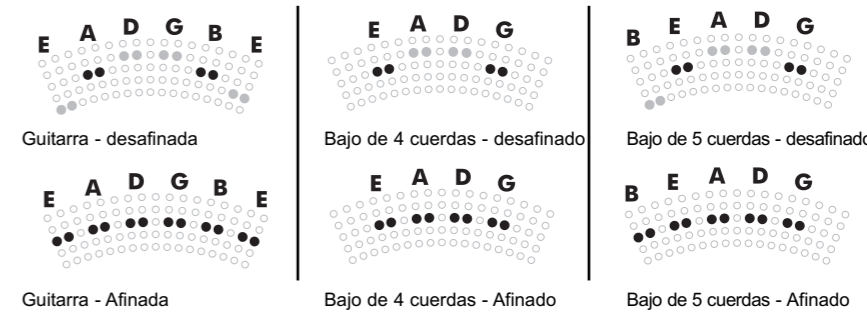 E A D G B E
E A D G
B E A D G
Guitarra - desafinada
Bajo de 4 cuerdas - desafinado
Bajo de 5 cuerdas - desafinado
E A D G B E
E A D G
B E A D G
Guitarra - Afinada
Bajo de 4 cuerdas - Afinado
Bajo de 5 cuerdas - Afinado